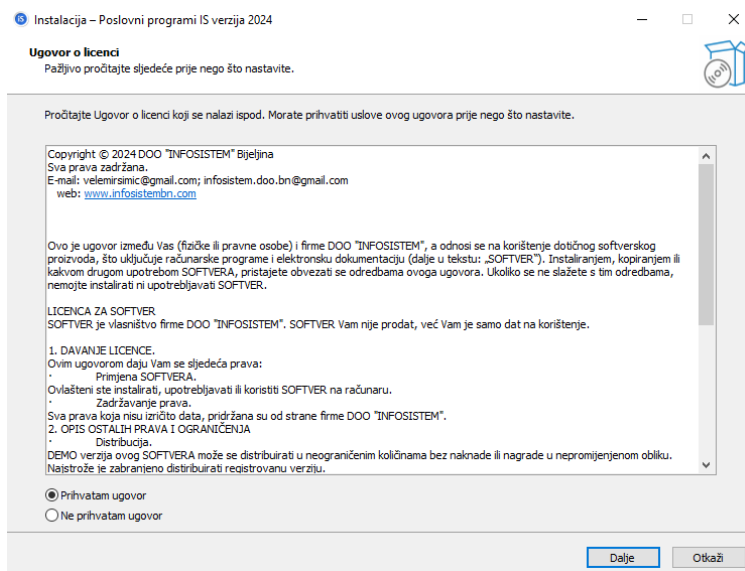 iS Instalacija – Poslovni programi IS verzija 2024
Ugovor o licenci
Pažljivo pročitajte sljedeće prije nego što nastavite.
Pročitajte Ugovor o licenci koji se nalazi ispod. Morate prihvatiti uslove ovog ugovora prije nego što nastavite.
Copyright © 2024 DOO "INFOSISTEM" Bijeljina
Sva prava zadržana.
E-mail: velemirsimic@gmail.com; infosistem.doo.bn@gmail.com
web: www.infosistembn.com
Ovo je ugovor između Vas (fizičke ili pravne osobe) i firme DOO "INFOSISTEM", a odnosi se na korištenje dotičnog softverskog
proizvoda, što uključuje računarske programe i elektronsku dokumentaciju (dalje u tekstu: „SOFTVER"). Instaliranjem, kopiranjem ili
kakvom drugom upotrebom SOFTVERA, pristajete obvezati se odredbama ovoga ugovora. Ukoliko se ne slažete s tim odredbama,
nemojte instalirati ni upotrebljavati SOFTVER.
LICENCA ZA SOFTVER
SOFTVER je vlasništvo firme DOO "INFOSISTEM". SOFTVER Vam nije prodat, već Vam je samo dat na korištenje.
1. DAVANJE LICENCE.
Ovim ugovorom daju Vam se sljedeća prava:
· Primjena SOFTVERA.
Ovlašteni ste instalirati, upotrebljavati ili koristiti SOFTVER na računaru.
· Zadržavanje prava.
Sva prava koja nisu izričito data, pridržana su od strane firme DOO "INFOSISTEM".
2. OPIS OSTALIH PRAVA I OGRANIČENJA
· Distribucija.
DEMO verzija ovog SOFTVERA može se distribuirati u neograničenim količinama bez naknade ili nagrade u nepromijenjenom obliku.
Najstrože je zabranjeno distiribuirati registrovanu verziju.
Prihvatam ugovor
Ne prihvatam ugovor
Dalje
Otkaži